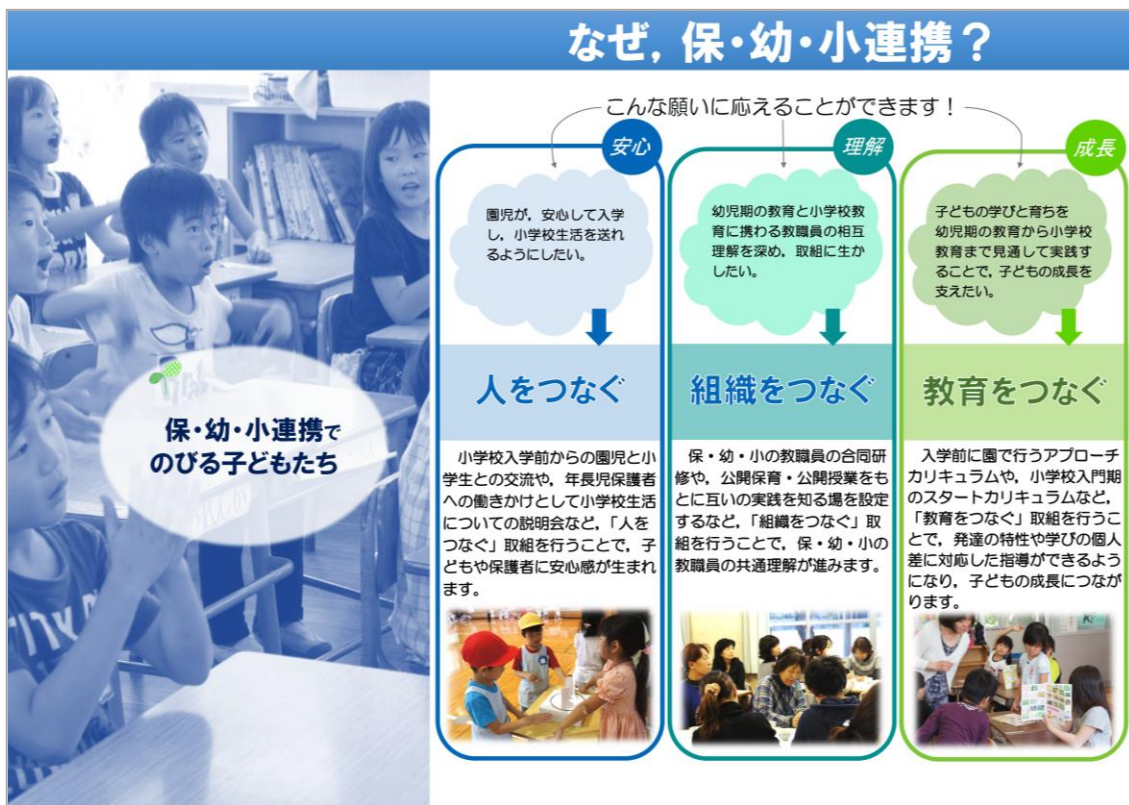 なぜ，保・幼・小連携？
こんな願いに応えることができます！
保・幼・小連携で
のびる子どもたち
安心
園児が，安心して入学
し，小学校生活を送れ
るようにしたい。
人をつなぐ
小学校入学前からの園児と小
学生との交流や，年長児保護者
への働きかけとして小学校生活
についての説明会など，「人を
つなぐ」取組を行うことで，子
どもや保護者に安心感が生まれ
ます。
理解
幼児期の教育と小学校教
育に携わる教職員の相互
理解を深め，取組に生か
したい。
組織をつなぐ
保・幼・小の教職員の合同研
修や，公開保育・公開授業をも
とに互いの実践を知る場を設定
するなど，「組織をつなぐ」取
組を行うことで，保・幼・小の
教職員の共通理解が進みます。
成長
子どもの学びと育ちを
幼児期の教育から小学校
教育まで見通して実践す
ることで，子どもの成長を
支えたい。
教育をつなぐ
入学前に園で行うアプローチ
カリキュラムや，小学校入門期
のスタートカリキュラムなど，
「教育をつなぐ」取組を行うこ
とで，発達の特性や学びの個人
差に対応した指導ができるよう
になり，子どもの成長につなが
ります。